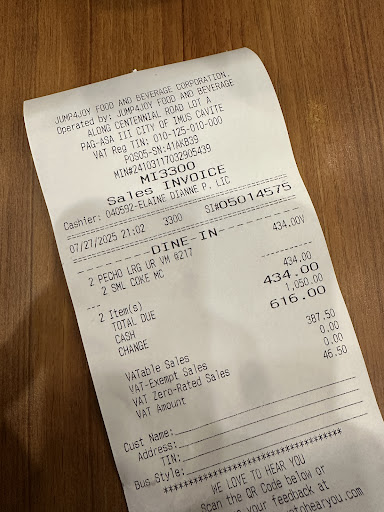 JUMP4JOY FOOD AND BEVERAGE CORPORATION.
Operated by: JUMP4JOY FOOD AND BEVERAGE
ALONG CENTENNIAL ROAD LOT A
PAG-ASA III CITY OF IMUS CAVITE
VAT Reg TIN: 010-125-010-000
POS05-SN:41AKB39
MIN#24103117032905439
MI3300
Sales INVOICE
Cashier: 040592-ELAINE DIANNE P. LIC
07/27/2025 21:02 3300 SI#05014575
DINE-IN
2 PECHO LRG UR VM @217 434.00V
2 SML COKE MC
2 Item(s) 434.00
TOTAL DUE 434.00
CASH 1,050.00
CHANGE 616.00
VATable Sales 387.50
VAT-Exempt Sales 0.00
VAT Zero-Rated Sales 0.00
VAT Amount 46.50
Cust Name:
Address:
TIN:
Bus Style:
WE LOVE TO HEAR YOU
Scan the QR Code below or
your feedback at
tohearyou.com